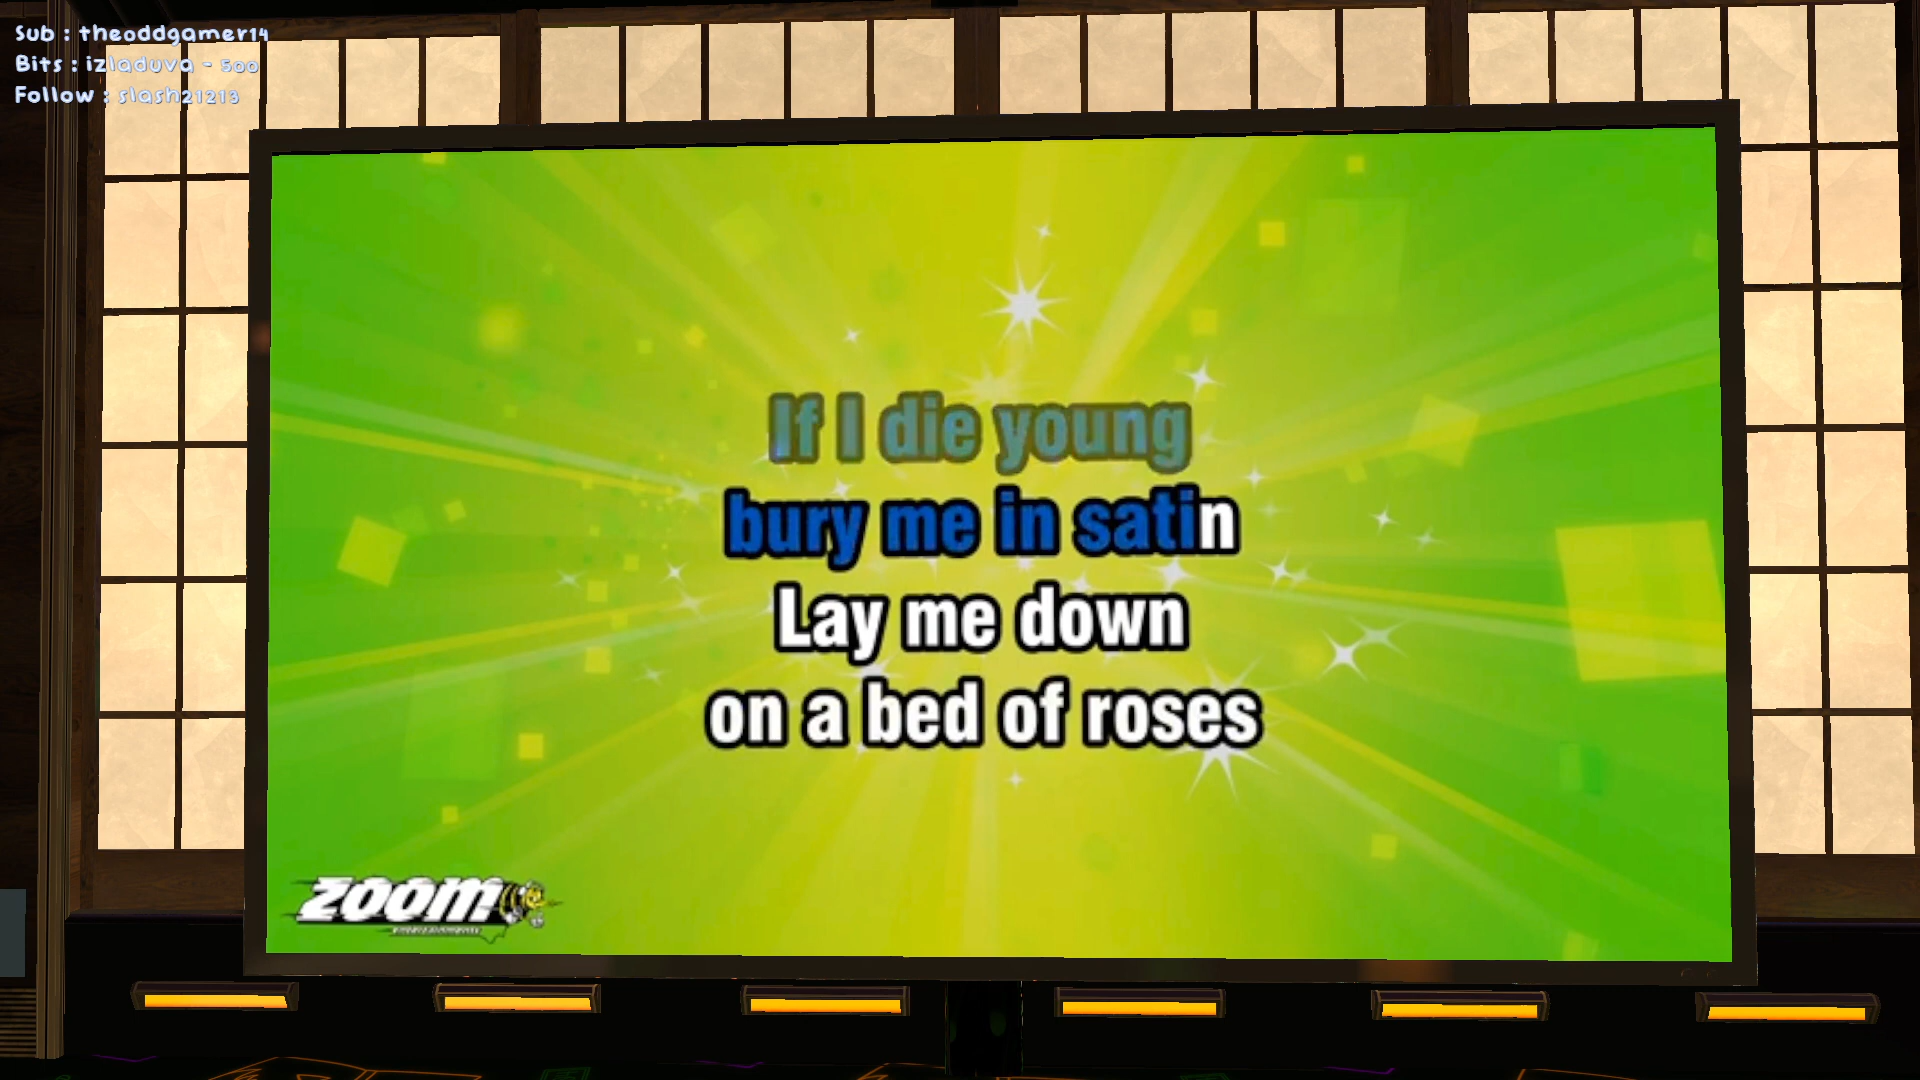 Sub : theoddgamer14
Bits : izladuva - 500
Follow : slash21213
If I die young
bury me in satin
Lay me down
on a bed of roses
zoom
entertainments